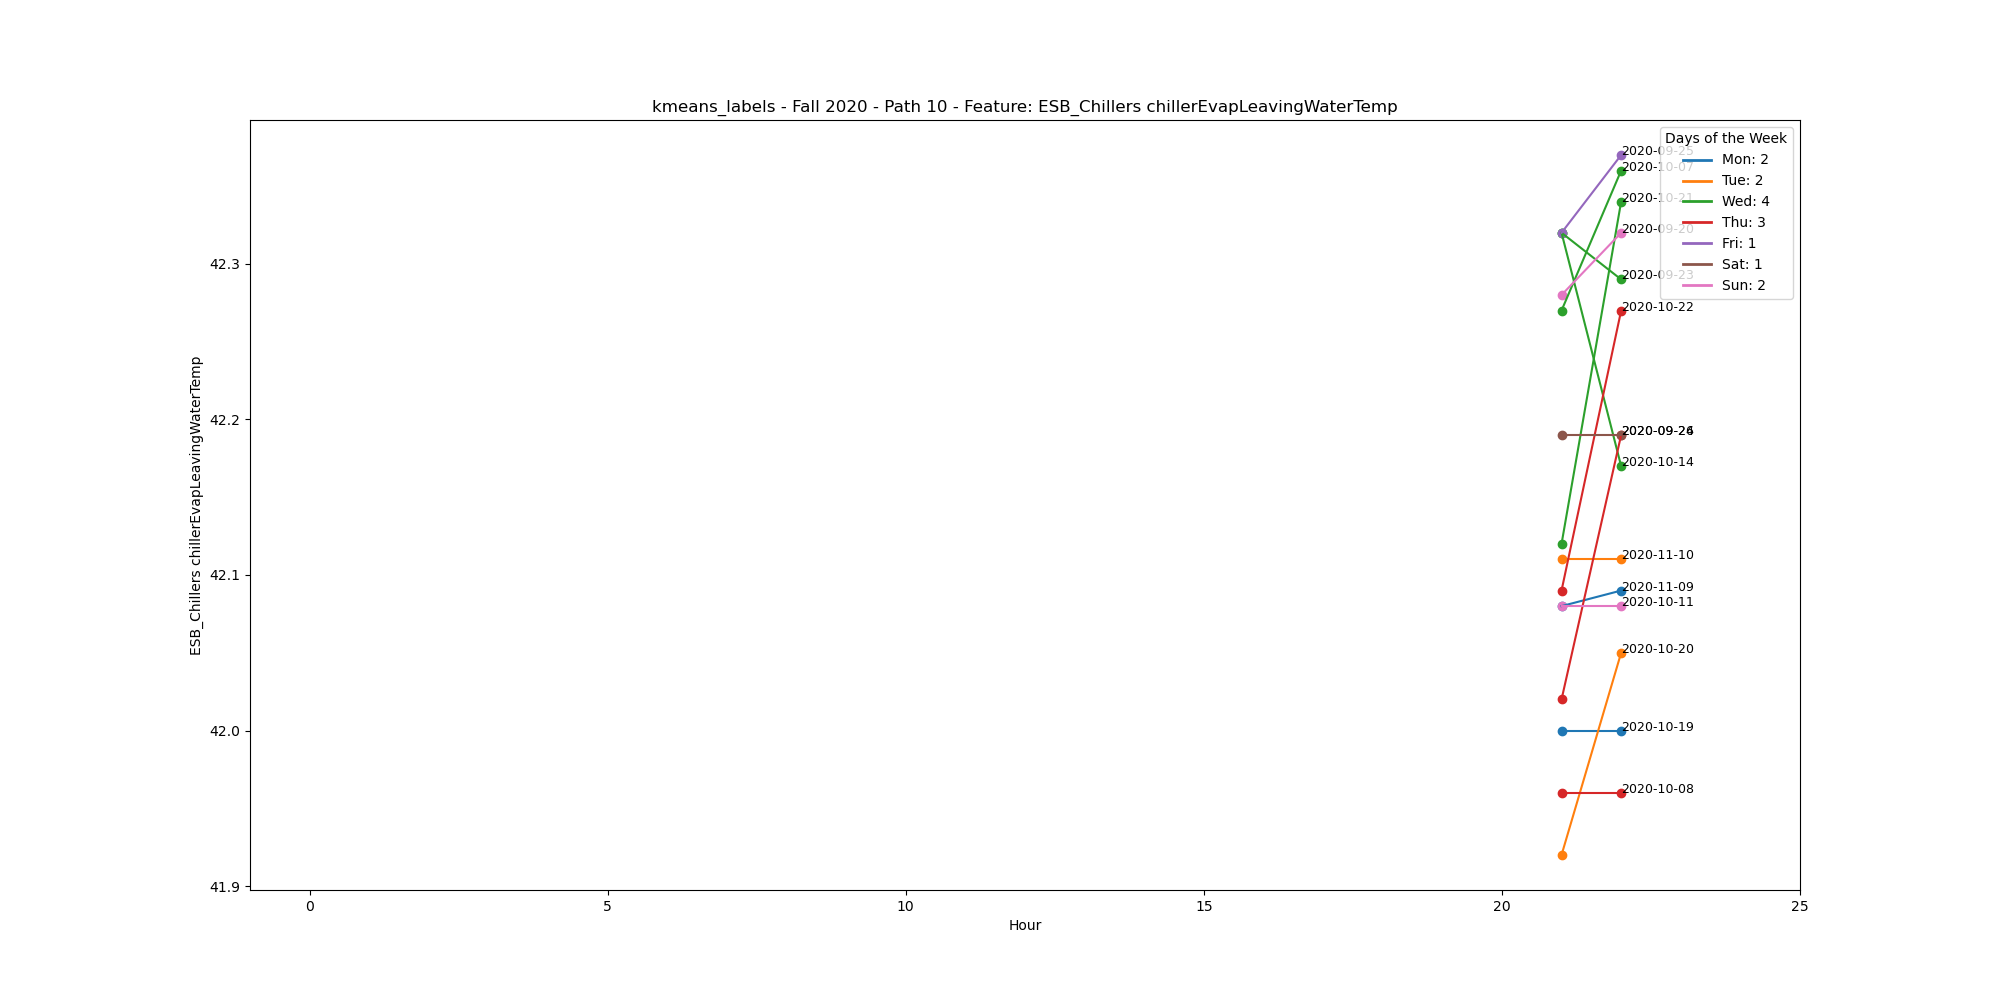 kmeans_labels - Fall 2020 - Path 10 - Feature: ESB_Chillers chillerEvapLeavingWaterTemp
Days of the Week
Mon: 2
Tue: 2
Wed: 4
Thu: 3
Fri: 1
Sat: 1
Sun: 2
2020-09-25
2020-10-07
2020-10-21
2020-09-20
2020-09-23
2020-10-22
2020-09-26
2020-10-14
2020-11-10
2020-11-09
2020-10-11
2020-10-20
2020-10-19
2020-10-08
ESB_Chillers chillerEvapLeavingWaterTemp
42.3
42.2
42.1
42.0
41.9
0
5
10
15
20
25
Hour